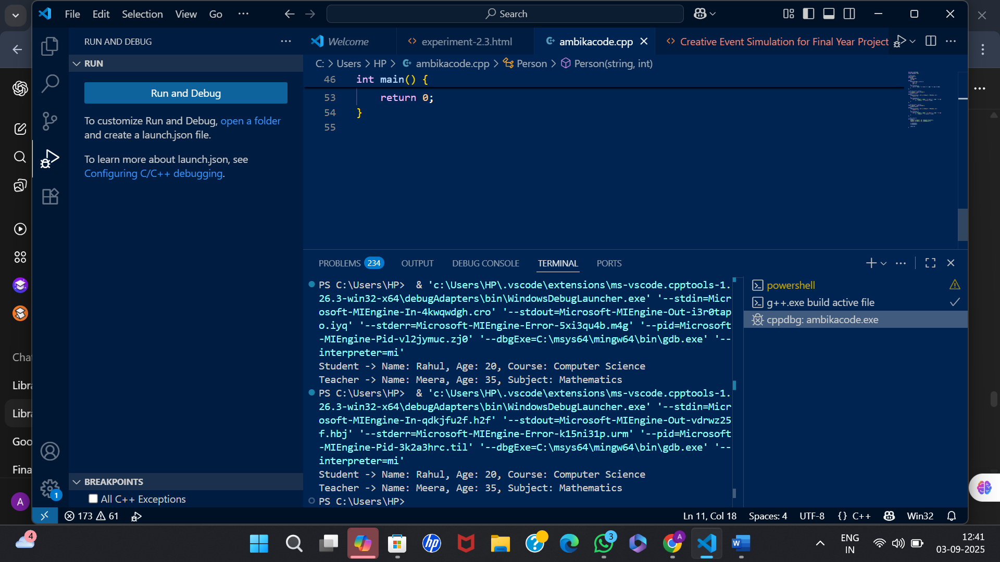 File Edit Selection View Go ··· Search
RUN AND DEBUG ···
Welcome experiment-2.3.html ambikacode.cpp Creative Event Simulation for Final Year Project
RUN
C: > Users > HP > ambikacode.cpp > Person > Person(string, int)
46 int main() {
53 return 0;
54 }
55
Run and Debug
To customize Run and Debug, open a folder
and create a launch.json file.
To learn more about launch.json, see
Configuring C/C++ debugging.
PROBLEMS 234 OUTPUT DEBUG CONSOLE TERMINAL PORTS
PS C:\Users\HP>  & 'c:\Users\HP\.vscode\extensions\ms-vscode.cpptools-1.
26.3-win32-x64\debugAdapters\bin\WindowsDebugLauncher.exe' '--stdin=Micr
osoft-MIEngine-In-4kwqwdgh.cro' '--stdout=Microsoft-MIEngine-Out-i3r0tap
o.iyq' '--stderr=Microsoft-MIEngine-Error-5xi3qu4b.m4g' '--pid=Microsoft
-MIEngine-Pid-vl2jymuc.zj0' '--dbgExe=C:\msys64\mingw64\bin\gdb.exe' '--
interpreter=mi'
Student -> Name: Rahul, Age: 20, Course: Computer Science
Teacher -> Name: Meera, Age: 35, Subject: Mathematics
PS C:\Users\HP>  & 'c:\Users\HP\.vscode\extensions\ms-vscode.cpptools-1.
26.3-win32-x64\debugAdapters\bin\WindowsDebugLauncher.exe' '--stdin=Micr
osoft-MIEngine-In-qdkjfu2f.h2f' '--stdout=Microsoft-MIEngine-Out-vdrwz25
f.hbj' '--stderr=Microsoft-MIEngine-Error-k15ni31p.urm' '--pid=Microsoft
-MIEngine-Pid-3k2a3hrc.til' '--dbgExe=C:\msys64\mingw64\bin\gdb.exe' '--
interpreter=mi'
Student -> Name: Rahul, Age: 20, Course: Computer Science
Teacher -> Name: Meera, Age: 35, Subject: Mathematics
PS C:\Users\HP>
powershell
g++.exe build active file
cppdbg: ambikacode.exe
Chat
Libra
Libra
Goo
Fina
A
BREAKPOINTS
All C++ Exceptions
1
173 61
Ln 11, Col 18 Spaces: 4 UTF-8 {} C++ Win32
4
hp
?
3
A
W
ENG
IN
12:41
03-09-2025